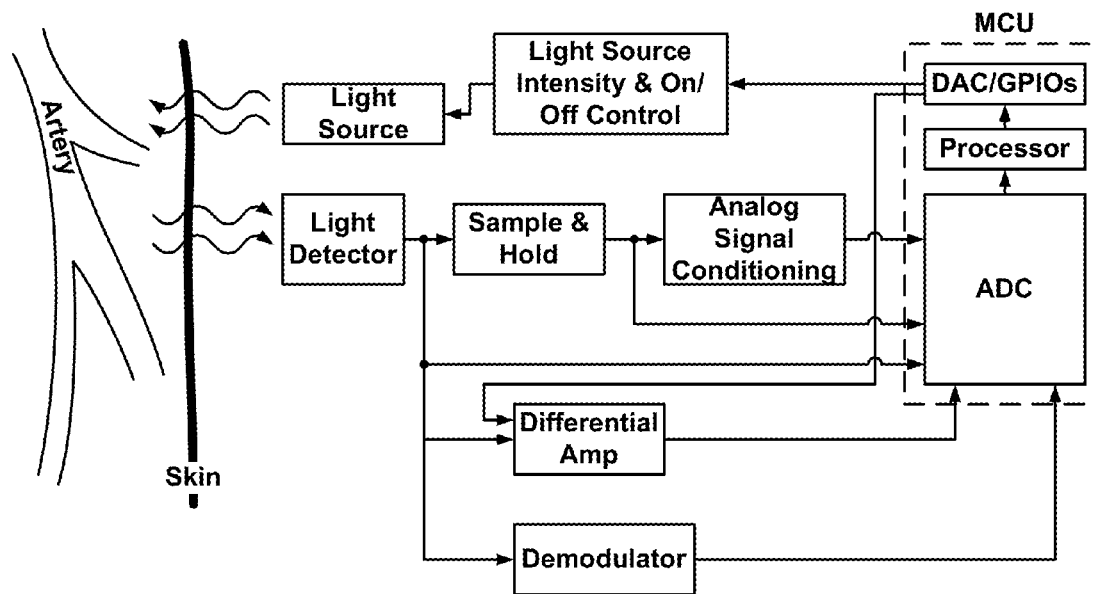 MCU
Light Source
Intensity & On/
Off Control
DAC/GPIOs
Light
Source
Artery
Processor
Light
Detector
Sample &
Hold
Analog
Signal
Conditioning
ADC
Differential
Amp
Skin
Demodulator